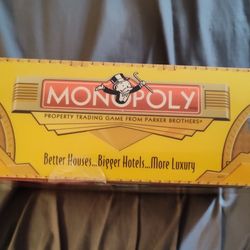 MONOPOLY
PROPERTY TRADING GAME FROM PARKER BROTHERS®
Better Houses...Bigger Hotels...More Luxury